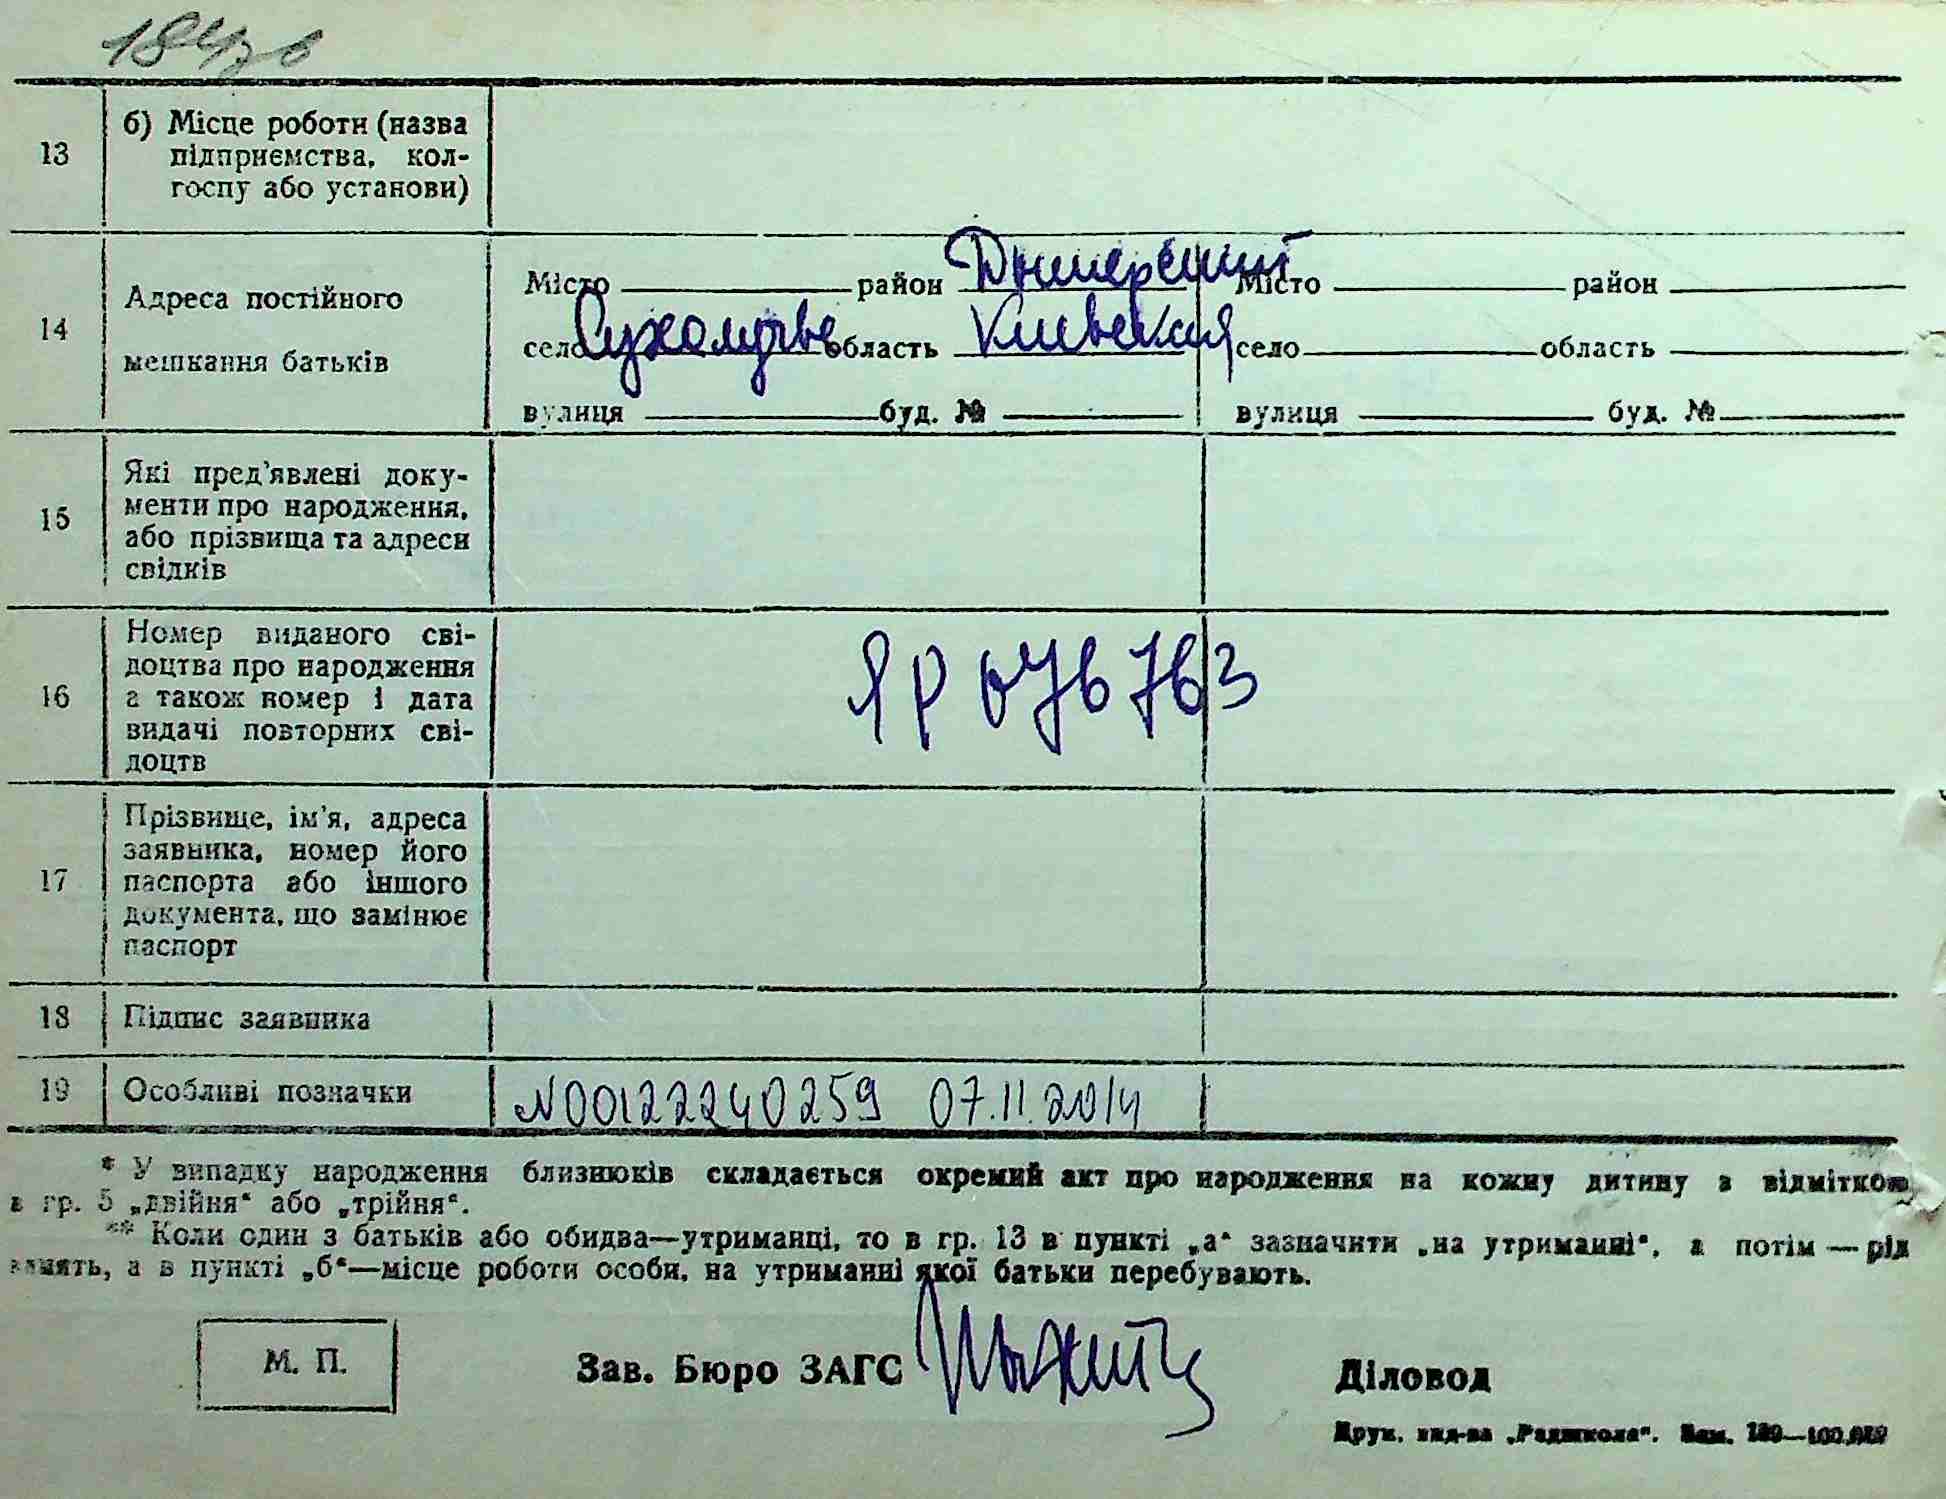 13
б) Місце роботи (назва
підприємства, кол-
госпу або установи)
14
Адреса постійного
мешкання батьків
Місто район Дымерский Місто район
село Сухолучье область Киевская село область
вулиця буд. № вулиця буд. №
15
Які пред'явлені доку-
менти про народження,
або прізвища та адреси
свідків
16
Номер виданого сві-
доцтва про народження
а також номер і дата
видачі повторних сві-
доцтв
ЯР 076763
17
Прізвище, ім'я, адреса
заявника, номер його
паспорта або іншого
документа, що замінює
паспорт
18 Підпис заявника
19 Особливі позначки N00122240259 07.11.2014
* У випадку народження близнюків складається окремий акт про народження на кожну дитину з відміткою
в гр. 5 „двійня“ або „трійня“.
** Коли один з батьків або обидва—утриманці, то в гр. 13 в пункті „а“ зазначити „на утриманні“, а потім — рід
занять, а в пункті „б“—місце роботи особи, на утриманні якої батьки перебувають.
М. П.
Зав. Бюро ЗАГС
Діловод
Друк. вид-ва „Радшкола“. Зам.